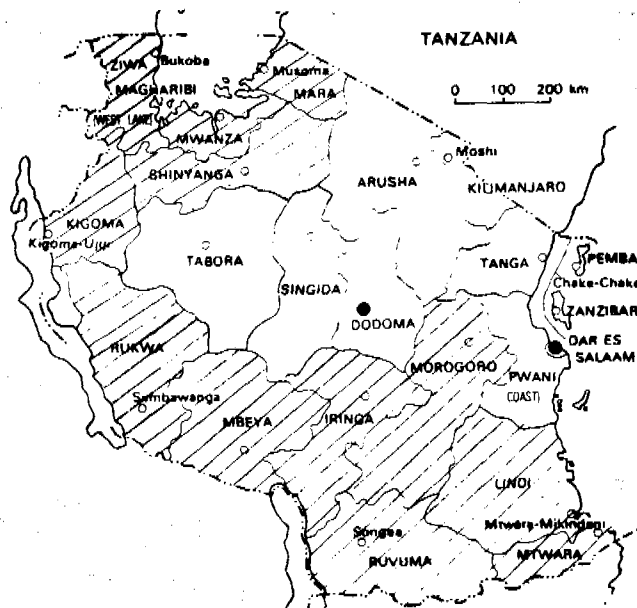 TANZANIA
0 100 200 km
ZIWA
Bukoba
MAGHARIBI
(WEST LAKE)
Musoma
MARA
MWANZA
SHINYANGA
Moshi
ARUSHA
KILIMANJARO
KIGOMA
Kigoma-Ujiji
TABORA
SINGIDA
TANGA
PEMBA
Chake-Chake
ZANZIBAR
DODOMA
DAR ES
SALAAM
RUKWA
MOROGORO
PWANI
(COAST)
Sumbawanga
MBEYA
IRINGA
LINDI
Mtwara-Mikindani
Songea
RUVUMA
MTWARA